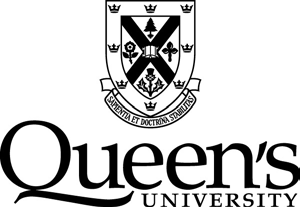 SAPIENTIA ET DOCTRINA STABILITAS
Queen's
UNIVERSITY